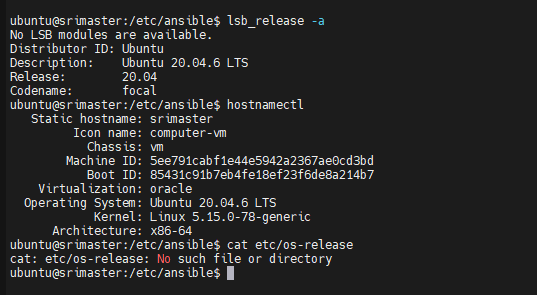 ubuntu@srimaster:/etc/ansible$ lsb_release -a
No LSB modules are available.
Distributor ID: Ubuntu
Description:    Ubuntu 20.04.6 LTS
Release:        20.04
Codename:       focal
ubuntu@srimaster:/etc/ansible$ hostnamectl
   Static hostname: srimaster
         Icon name: computer-vm
           Chassis: vm
        Machine ID: 5ee791cabf1e44e5942a2367ae0cd3bd
           Boot ID: 85431c91b7eb4fe18ef23f6de8a214b7
    Virtualization: oracle
  Operating System: Ubuntu 20.04.6 LTS
            Kernel: Linux 5.15.0-78-generic
      Architecture: x86-64
ubuntu@srimaster:/etc/ansible$ cat etc/os-release
cat: etc/os-release: No such file or directory
ubuntu@srimaster:/etc/ansible$